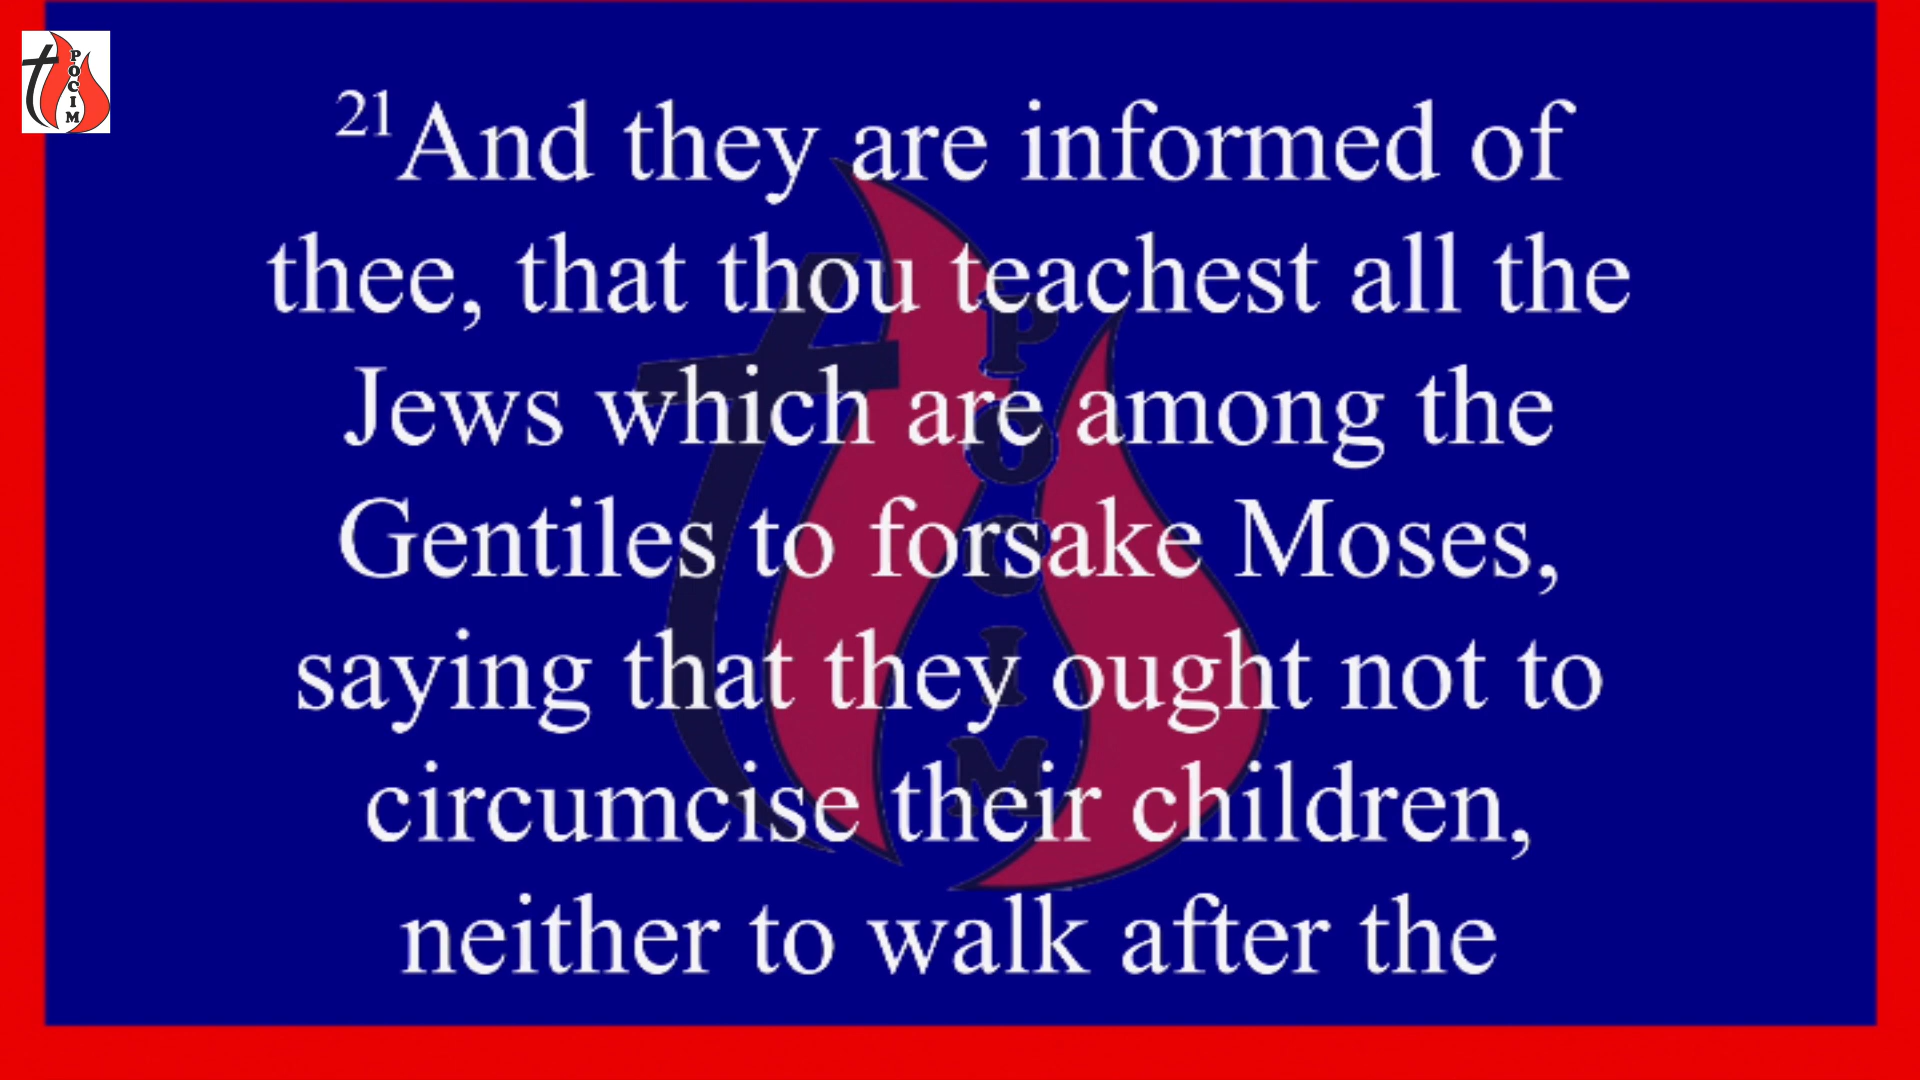 P
O
C
I
M
21And they are informed of
thee, that thou teachest all the
Jews which are among the
Gentiles to forsake Moses,
saying that they ought not to
circumcise their children,
neither to walk after the
P
O
C
I
M